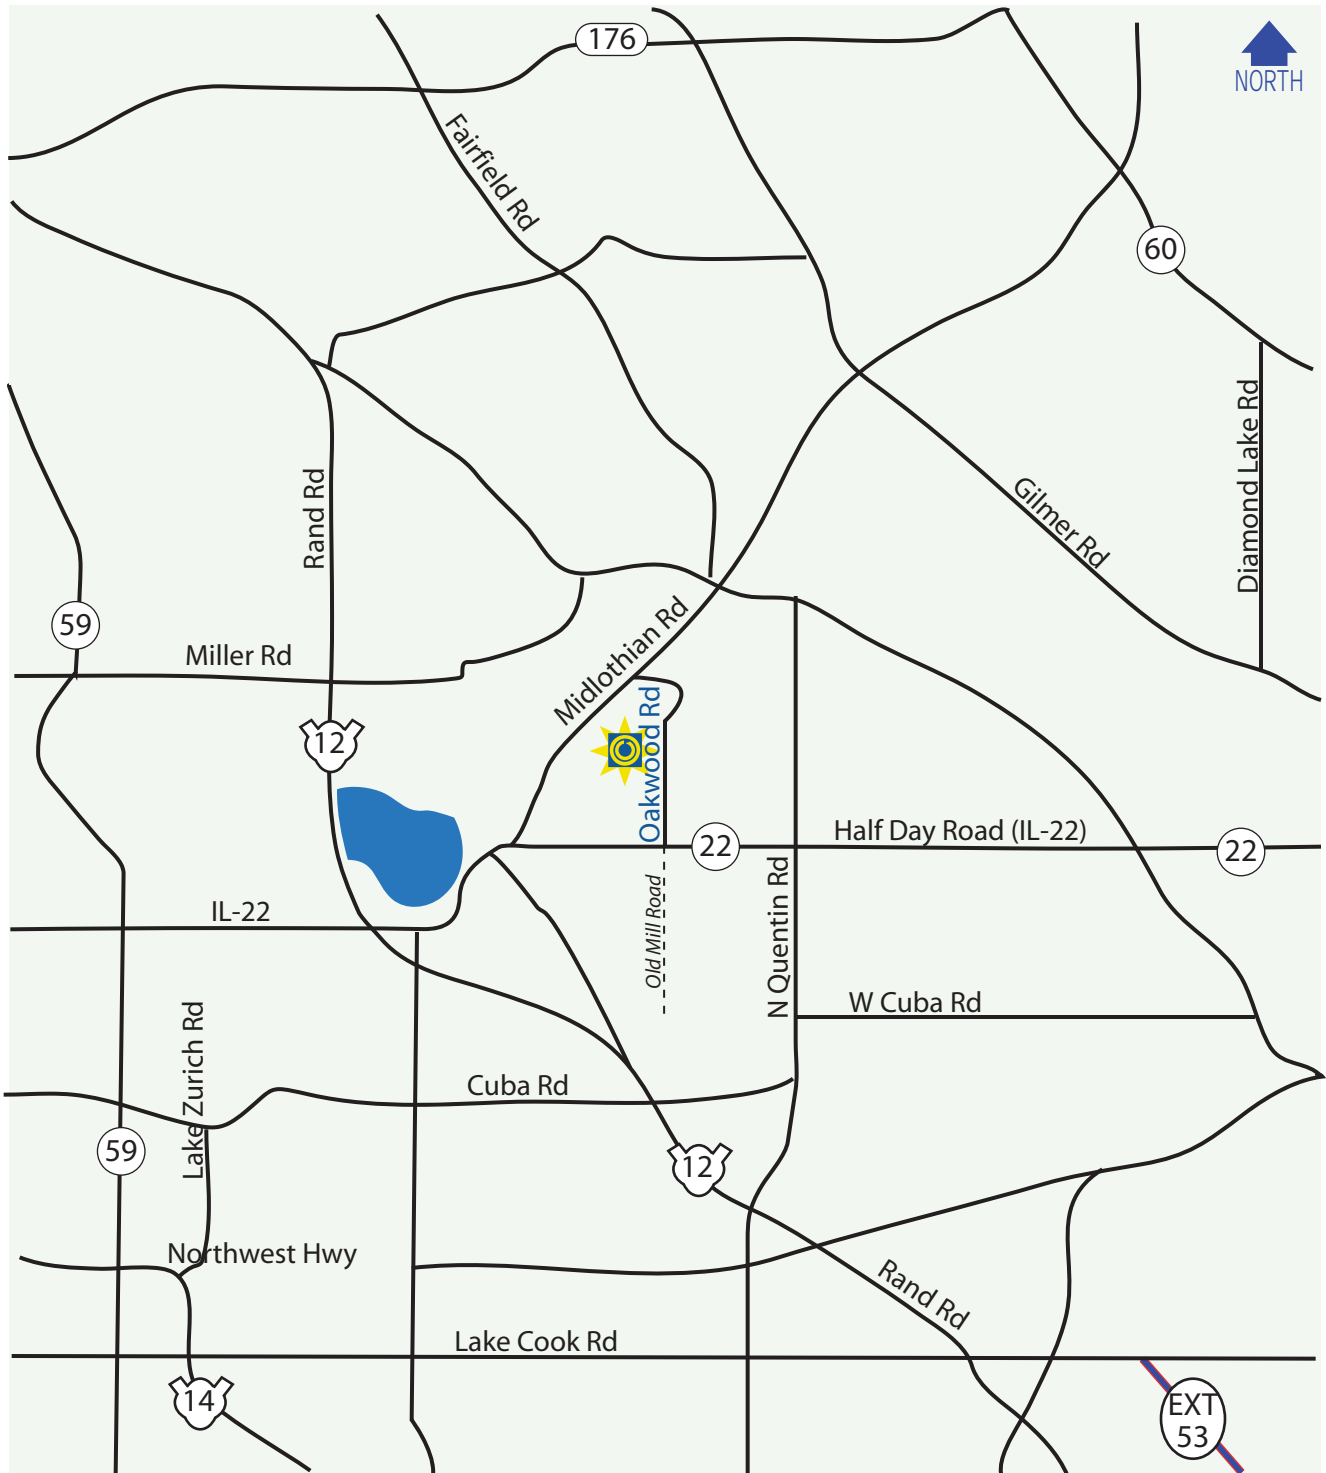 176
NORTH
Fairfield Rd
60
Diamond Lake Rd
Rand Rd
Gilmer Rd
59
Miller Rd
Midlothian Rd
Oakwood Rd
12
Half Day Road (IL-22)
22
22
IL-22
Old Mill Road
N Quentin Rd
W Cuba Rd
Lake Zurich Rd
Cuba Rd
59
12
Northwest Hwy
Rand Rd
Lake Cook Rd
14
EXT
53